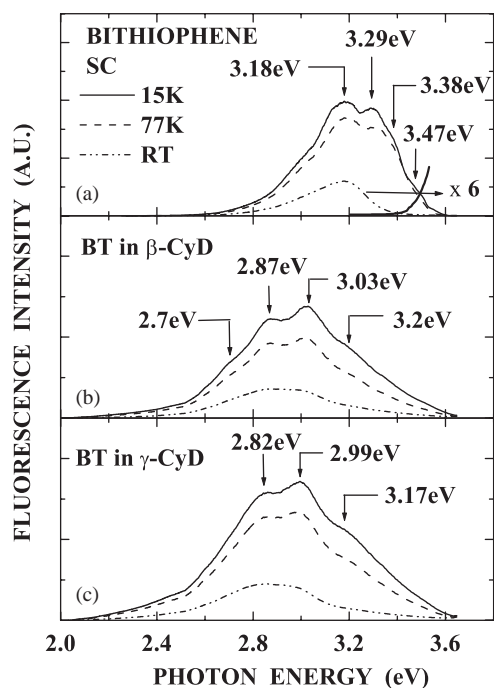 BITHIOPHENE
SC
15K
77K
RT
3.29eV
3.18eV
3.38eV
3.47eV
x 6
(a)
BT in β-CyD
2.87eV
3.03eV
2.7eV
3.2eV
(b)
BT in γ-CyD
2.82eV
2.99eV
3.17eV
(c)
2.0 2.4 2.8 3.2 3.6
PHOTON ENERGY (eV)
FLUORESCENCE INTENSITY (A.U.)